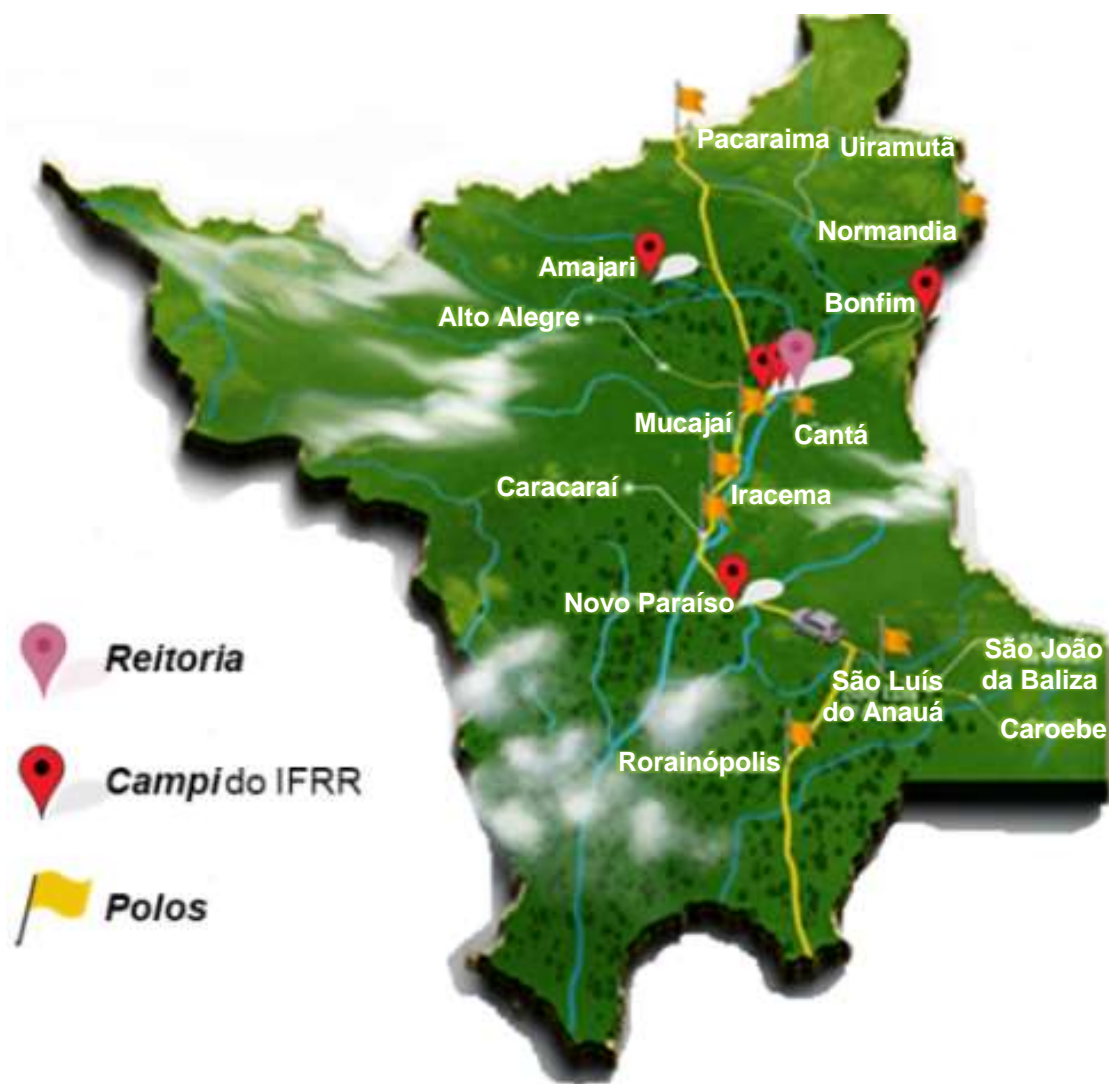 Pacaraima
Uiramutã
Normandia
Amajari
Bonfim
Alto Alegre
Mucajaí
Cantá
Caracaraí
Iracema
Novo Paraíso
São João
da Baliza
São Luís
do Anauá
Caroebe
Rorainópolis
Reitoria
Campi do IFRR
Polos